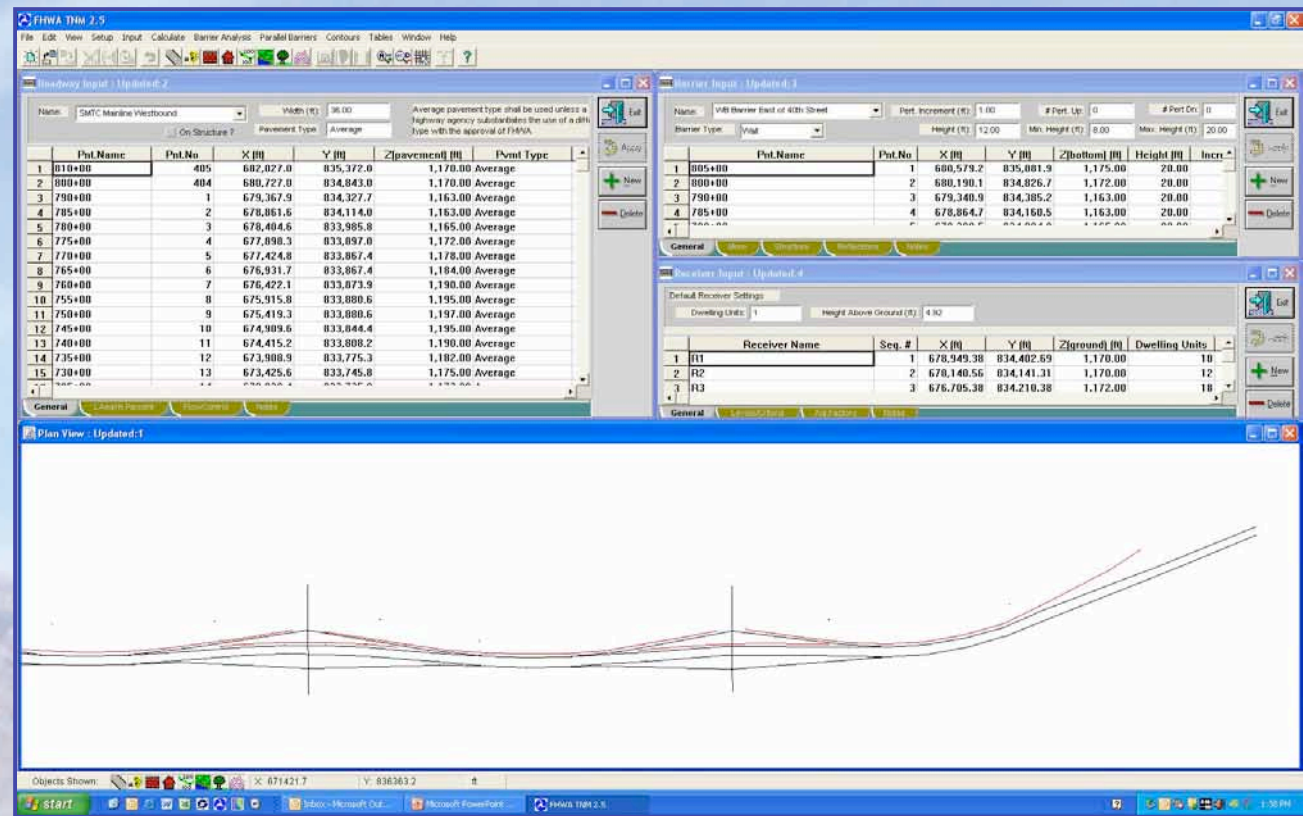 FHWA TNM 2.5
File Edit View Setup Input Calculate Barrier Analysis Parallel Barriers Contours Tables Window Help
Roadway Input : Updated:2
Name: SMTC Mainline Westbound Width (ft): 36.00 Average pavement type shall be used unless a
highway agency substantiates the use of a
On Structure ? Pavement Type: Average type with the approval of FHWA.
Exit
Apply
New
Delete
Pnt.Name Pnt.No X [ft] Y [ft] Z[pavement] [ft] Pvmt Type
1 810+00 405 682,027.0 835,372.0 1,170.00 Average
2 800+00 404 680,727.0 834,843.0 1,170.00 Average
3 790+00 1 679,367.9 834,327.7 1,163.00 Average
4 785+00 2 678,861.6 834,114.0 1,163.00 Average
5 780+00 3 678,404.6 833,985.8 1,165.00 Average
6 775+00 4 677,898.3 833,897.0 1,172.00 Average
7 770+00 5 677,424.8 833,867.4 1,178.00 Average
8 765+00 6 676,931.7 833,867.4 1,184.00 Average
9 760+00 7 676,422.1 833,873.9 1,190.00 Average
10 755+00 8 675,915.8 833,880.6 1,195.00 Average
11 750+00 9 675,419.3 833,880.6 1,197.00 Average
12 745+00 10 674,909.6 833,844.4 1,195.00 Average
13 740+00 11 674,415.2 833,808.2 1,190.00 Average
14 735+00 12 673,908.9 833,775.3 1,182.00 Average
15 730+00 13 673,425.6 833,745.8 1,175.00 Average
General Notes
Barrier Input : Updated:3
Name: WB Barrier East of 40th Street Pert. Increment (ft): 1.00 # Pert. Up: 0 # Pert Dn: 0
Barrier Type: Wall Height (ft): 12.00 Min. Height (ft): 8.00 Max. Height (ft): 20.00
Exit
New
Delete
Pnt.Name Pnt.No X [ft] Y [ft] Z[bottom] [ft] Height [ft] Incr
1 805+00 1 680,579.2 835,081.9 1,175.00 20.00
2 800+00 2 680,190.1 834,826.7 1,172.00 20.00
3 790+00 3 679,340.9 834,385.2 1,163.00 20.00
4 785+00 4 678,864.7 834,160.5 1,163.00 20.00
General Notes
Receiver Input : Updated:4
Default Receiver Settings
Dwelling Units: 1 Height Above Ground (ft): 4.92
Exit
New
Delete
Receiver Name Seq. # X [ft] Y [ft] Z[ground] [ft] Dwelling Units
1 R1 1 678,949.38 834,402.69 1,170.00 10
2 R2 2 678,140.56 834,141.31 1,170.00 12
3 R3 3 676,705.38 834,210.38 1,172.00 18
General Notes
Plan View : Updated:1
Objects Shown: X: 671421.7 Y: 836363.2 ft
start Inbox - Microsoft Out... Microsoft PowerPoint ... FHWA TNM 2.5 1:58 PM